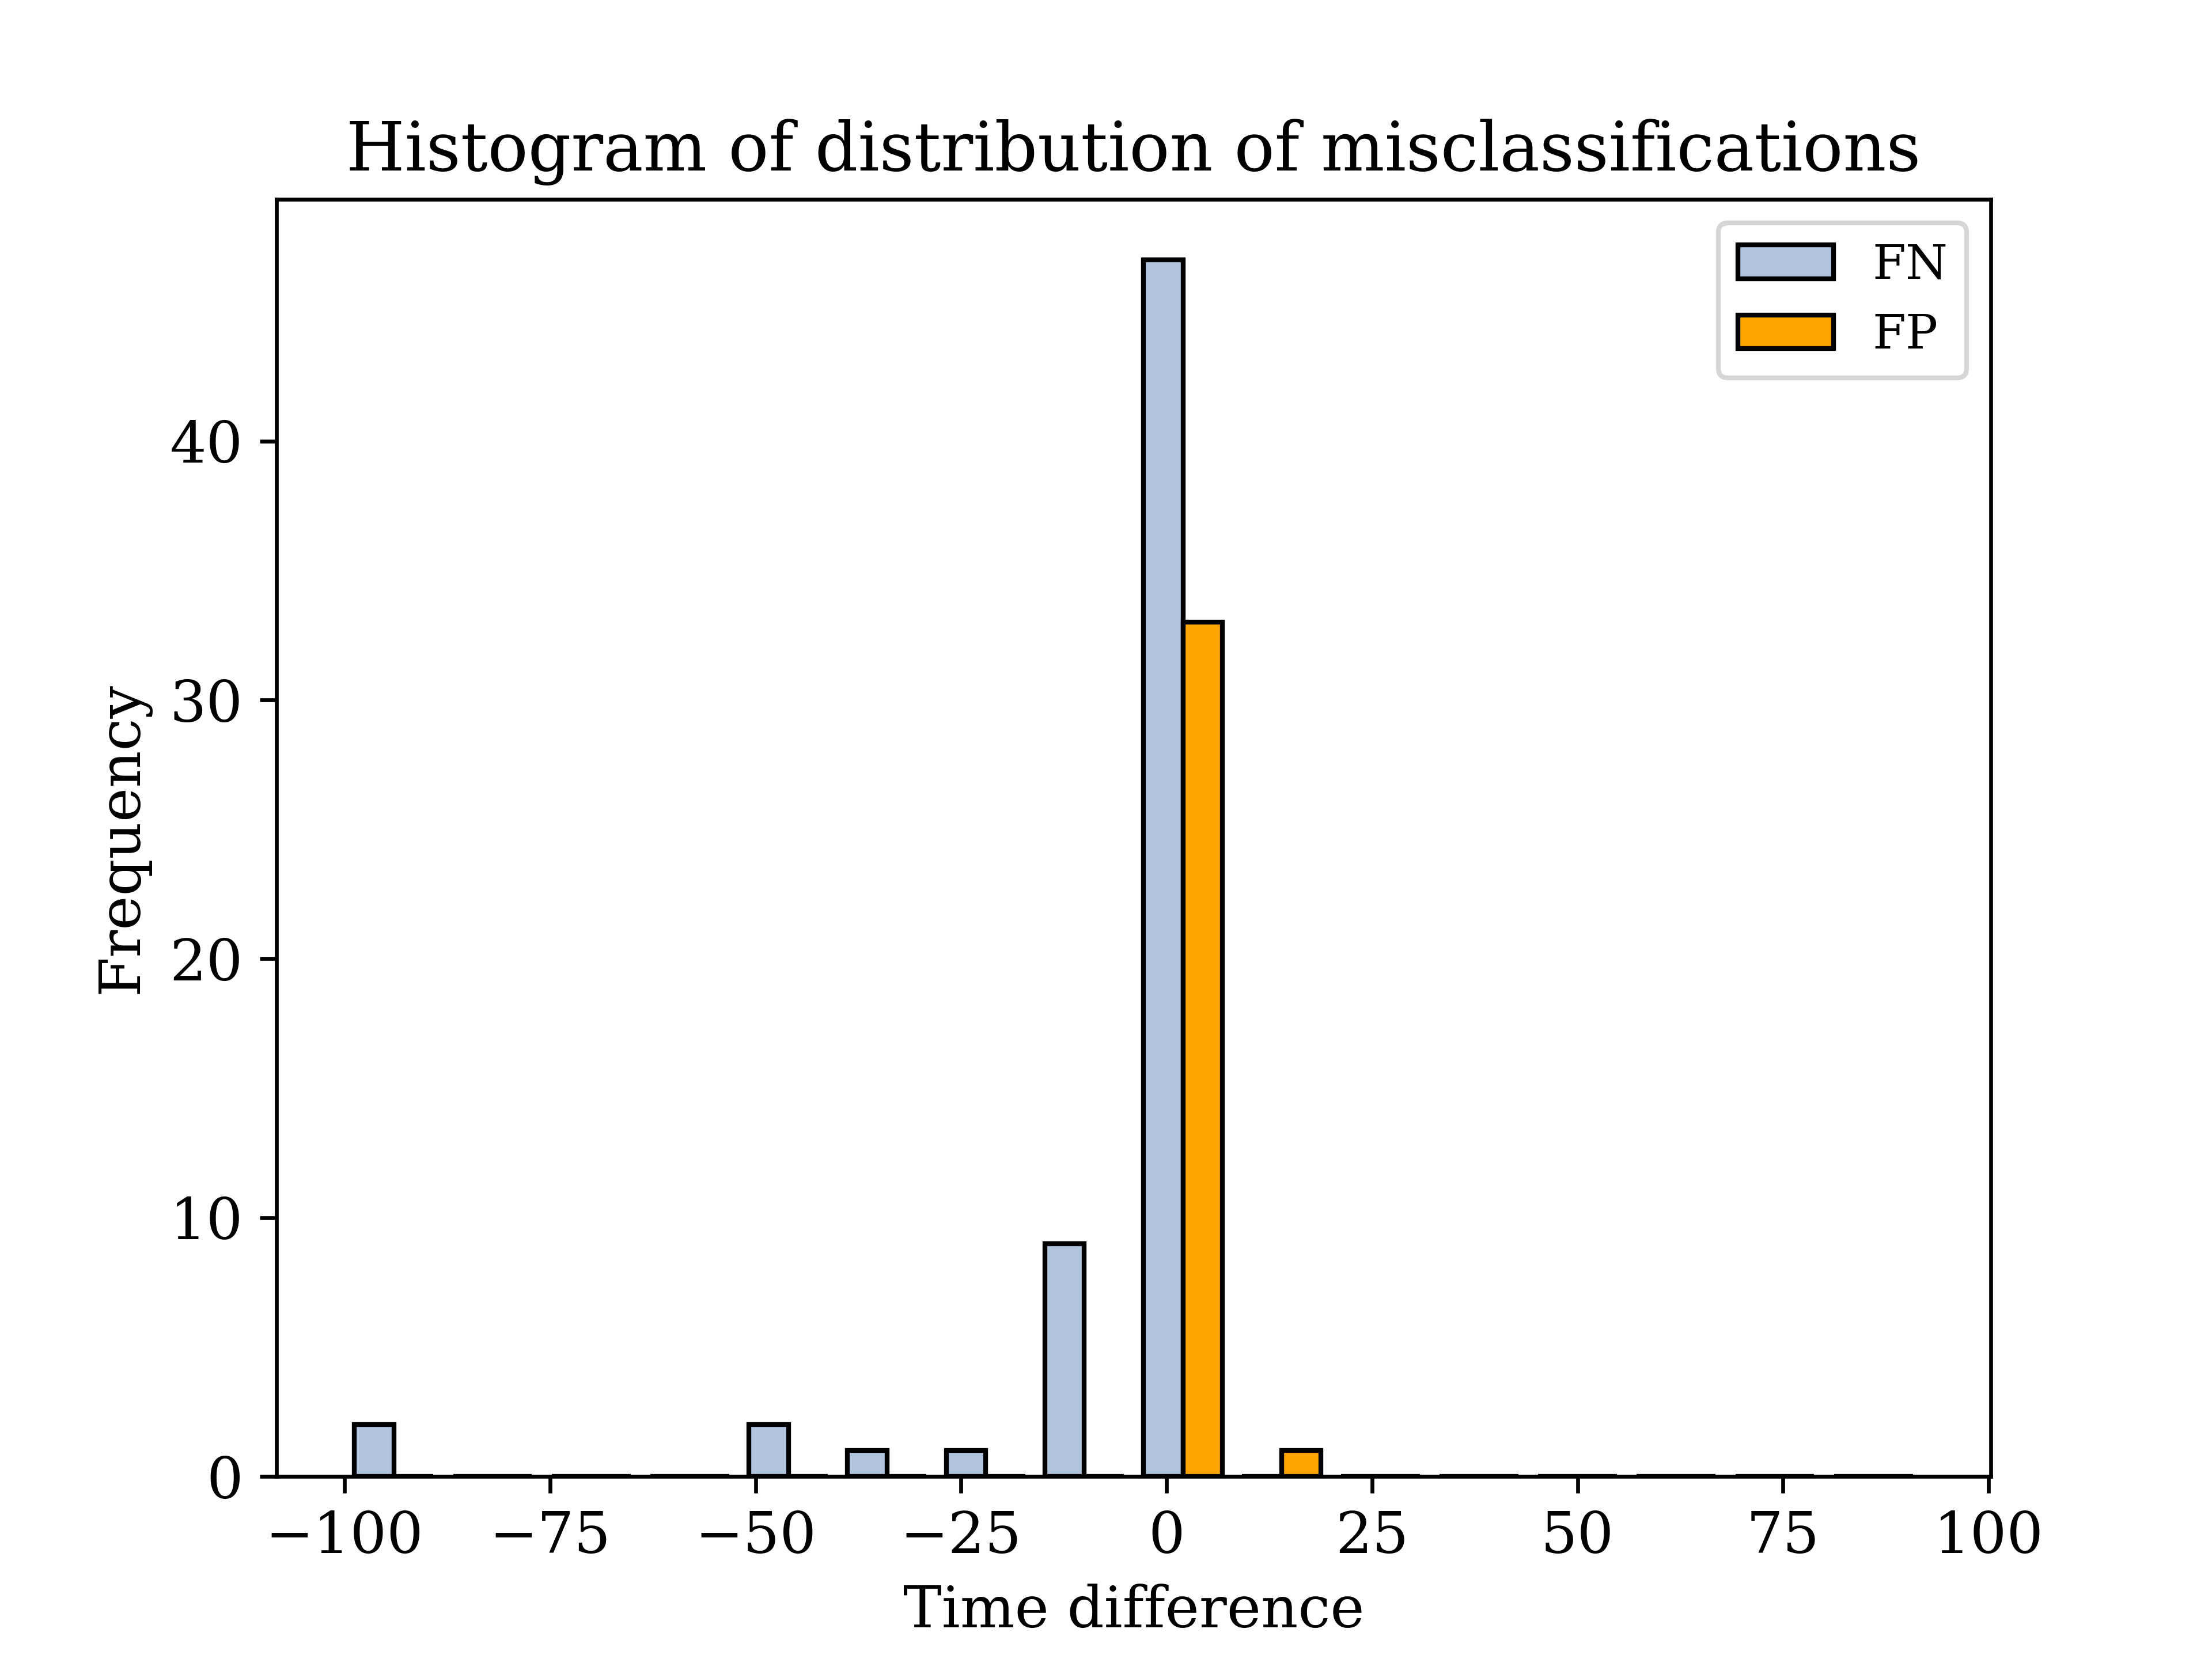 Histogram of distribution of misclassifications
FN
FP
40
30
20
10
0
Frequency
−100 −75 −50 −25 0 25 50 75 100
Time difference